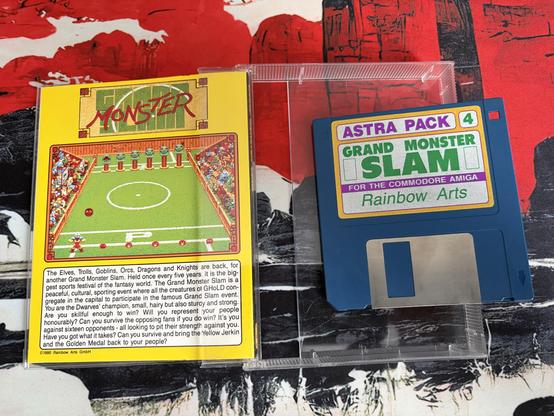 GRAND
MONSTER
SLAM
P
The Elves, Trolls, Goblins, Orcs, Dragons and Knights are back, for
another Grand Monster Slam. Held once every five years it is the big-
gest sports festival of the fantasy world. The Grand Monster Slam is a
peaceful, cultural, sporting event where all the creatures of GHoLD con-
gregate in the capital to participate in the famous Grand Slam event.
You are the Dwarves' champion, small, hairy but also sturdy and strong.
Are you skillful enough to win? Will you represent your people
honourably? Can you survive the opposing fans if you do win? It's you
against sixteen opponents - all looking to pit their strength against you.
Have you got what it takes? Can you survive and bring the Yellow Jerkin
and the Golden Medal back to your people?
©1990 Rainbow Arts GmbH
ASTRA PACK 4
GRAND MONSTER
SLAM
FOR THE COMMODORE AMIGA
Rainbow Arts